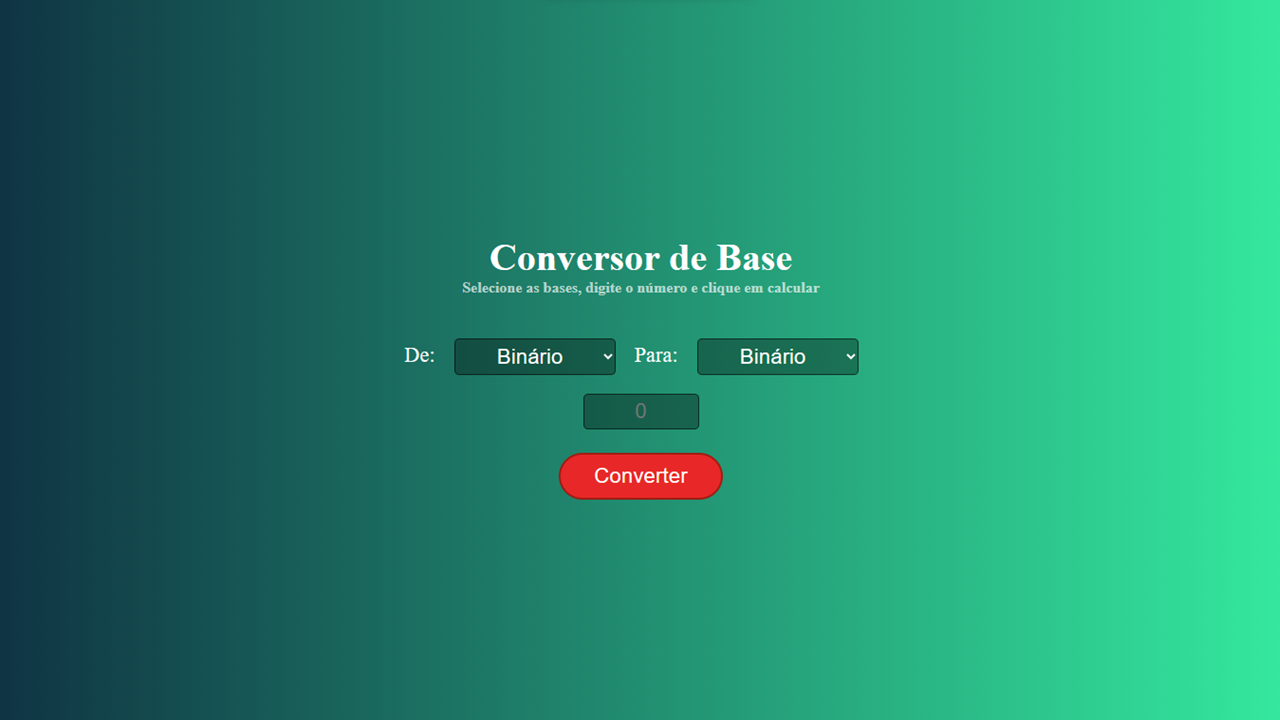 Conversor de Base
Selecione as bases, digite o número e clique em calcular
De: Binário Para: Binário
0
Converter